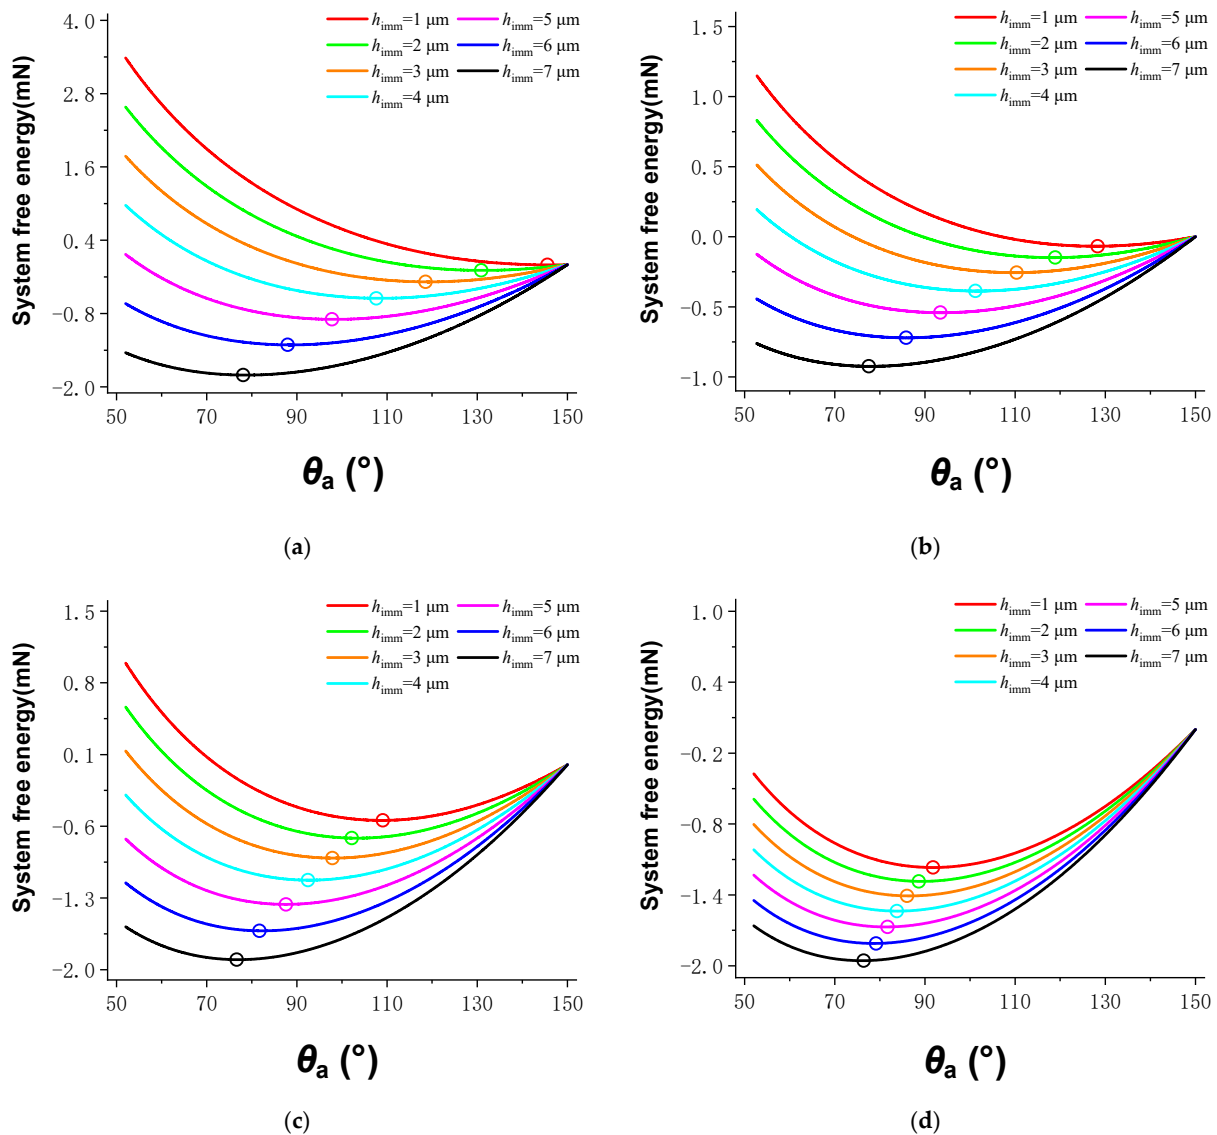 System free energy(mN)
4.0
2.8
1.6
0.4
−0.8
−2.0
50 70 90 110 130 150
himm=1 μm himm=5 μm
himm=2 μm himm=6 μm
himm=3 μm himm=7 μm
himm=4 μm
θa (°)
(a)
System free energy(mN)
1.5
1.0
0.5
0.0
−0.5
−1.0
50 70 90 110 130 150
himm=1 μm himm=5 μm
himm=2 μm himm=6 μm
himm=3 μm himm=7 μm
himm=4 μm
θa (°)
(b)
System free energy(mN)
1.5
0.8
0.1
−0.6
−1.3
−2.0
50 70 90 110 130 150
himm=1 μm himm=5 μm
himm=2 μm himm=6 μm
himm=3 μm himm=7 μm
himm=4 μm
θa (°)
(c)
System free energy(mN)
1.0
0.4
−0.2
−0.8
−1.4
−2.0
50 70 90 110 130 150
himm=1 μm himm=5 μm
himm=2 μm himm=6 μm
himm=3 μm himm=7 μm
himm=4 μm
θa (°)
(d)